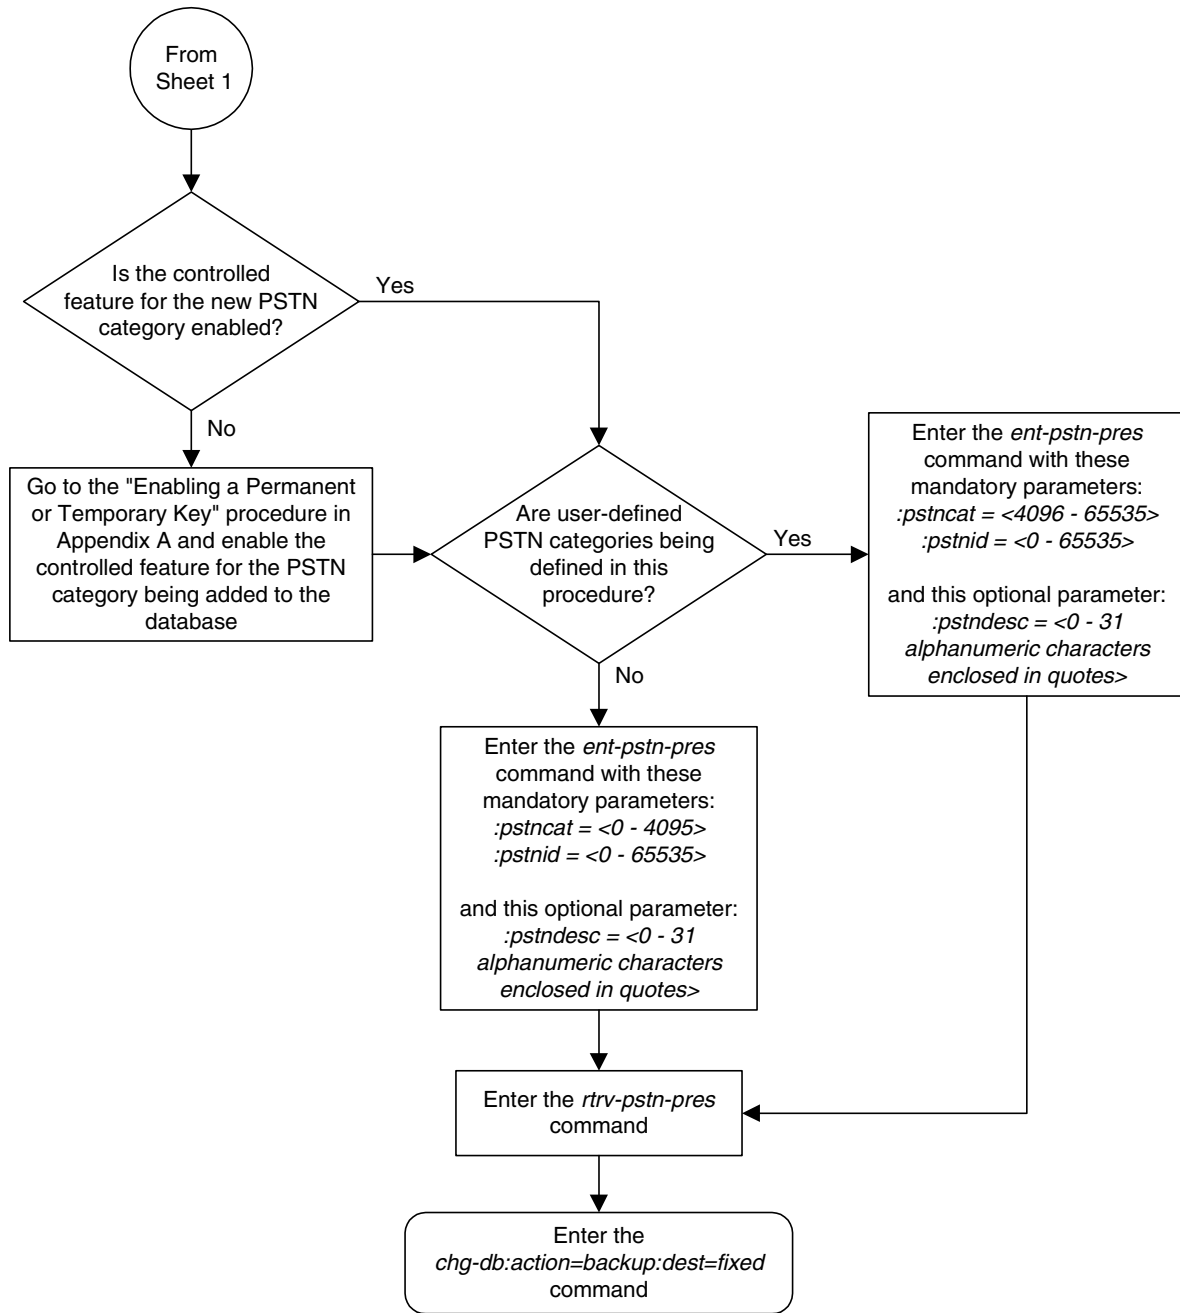 From
Sheet 1
Is the controlled
feature for the new PSTN
category enabled?
Yes
No
Go to the "Enabling a Permanent
or Temporary Key" procedure in
Appendix A and enable the
controlled feature for the PSTN
category being added to the
database
Are user-defined
PSTN categories being
defined in this
procedure?
Yes
No
Enter the ent-pstn-pres
command with these
mandatory parameters:
:pstncat = <4096 - 65535>
:pstnid = <0 - 65535>
and this optional parameter:
:pstndesc = <0 - 31
alphanumeric characters
enclosed in quotes>
Enter the ent-pstn-pres
command with these
mandatory parameters:
:pstncat = <0 - 4095>
:pstnid = <0 - 65535>
and this optional parameter:
:pstndesc = <0 - 31
alphanumeric characters
enclosed in quotes>
Enter the rtrv-pstn-pres
command
Enter the
chg-db:action=backup:dest=fixed
command